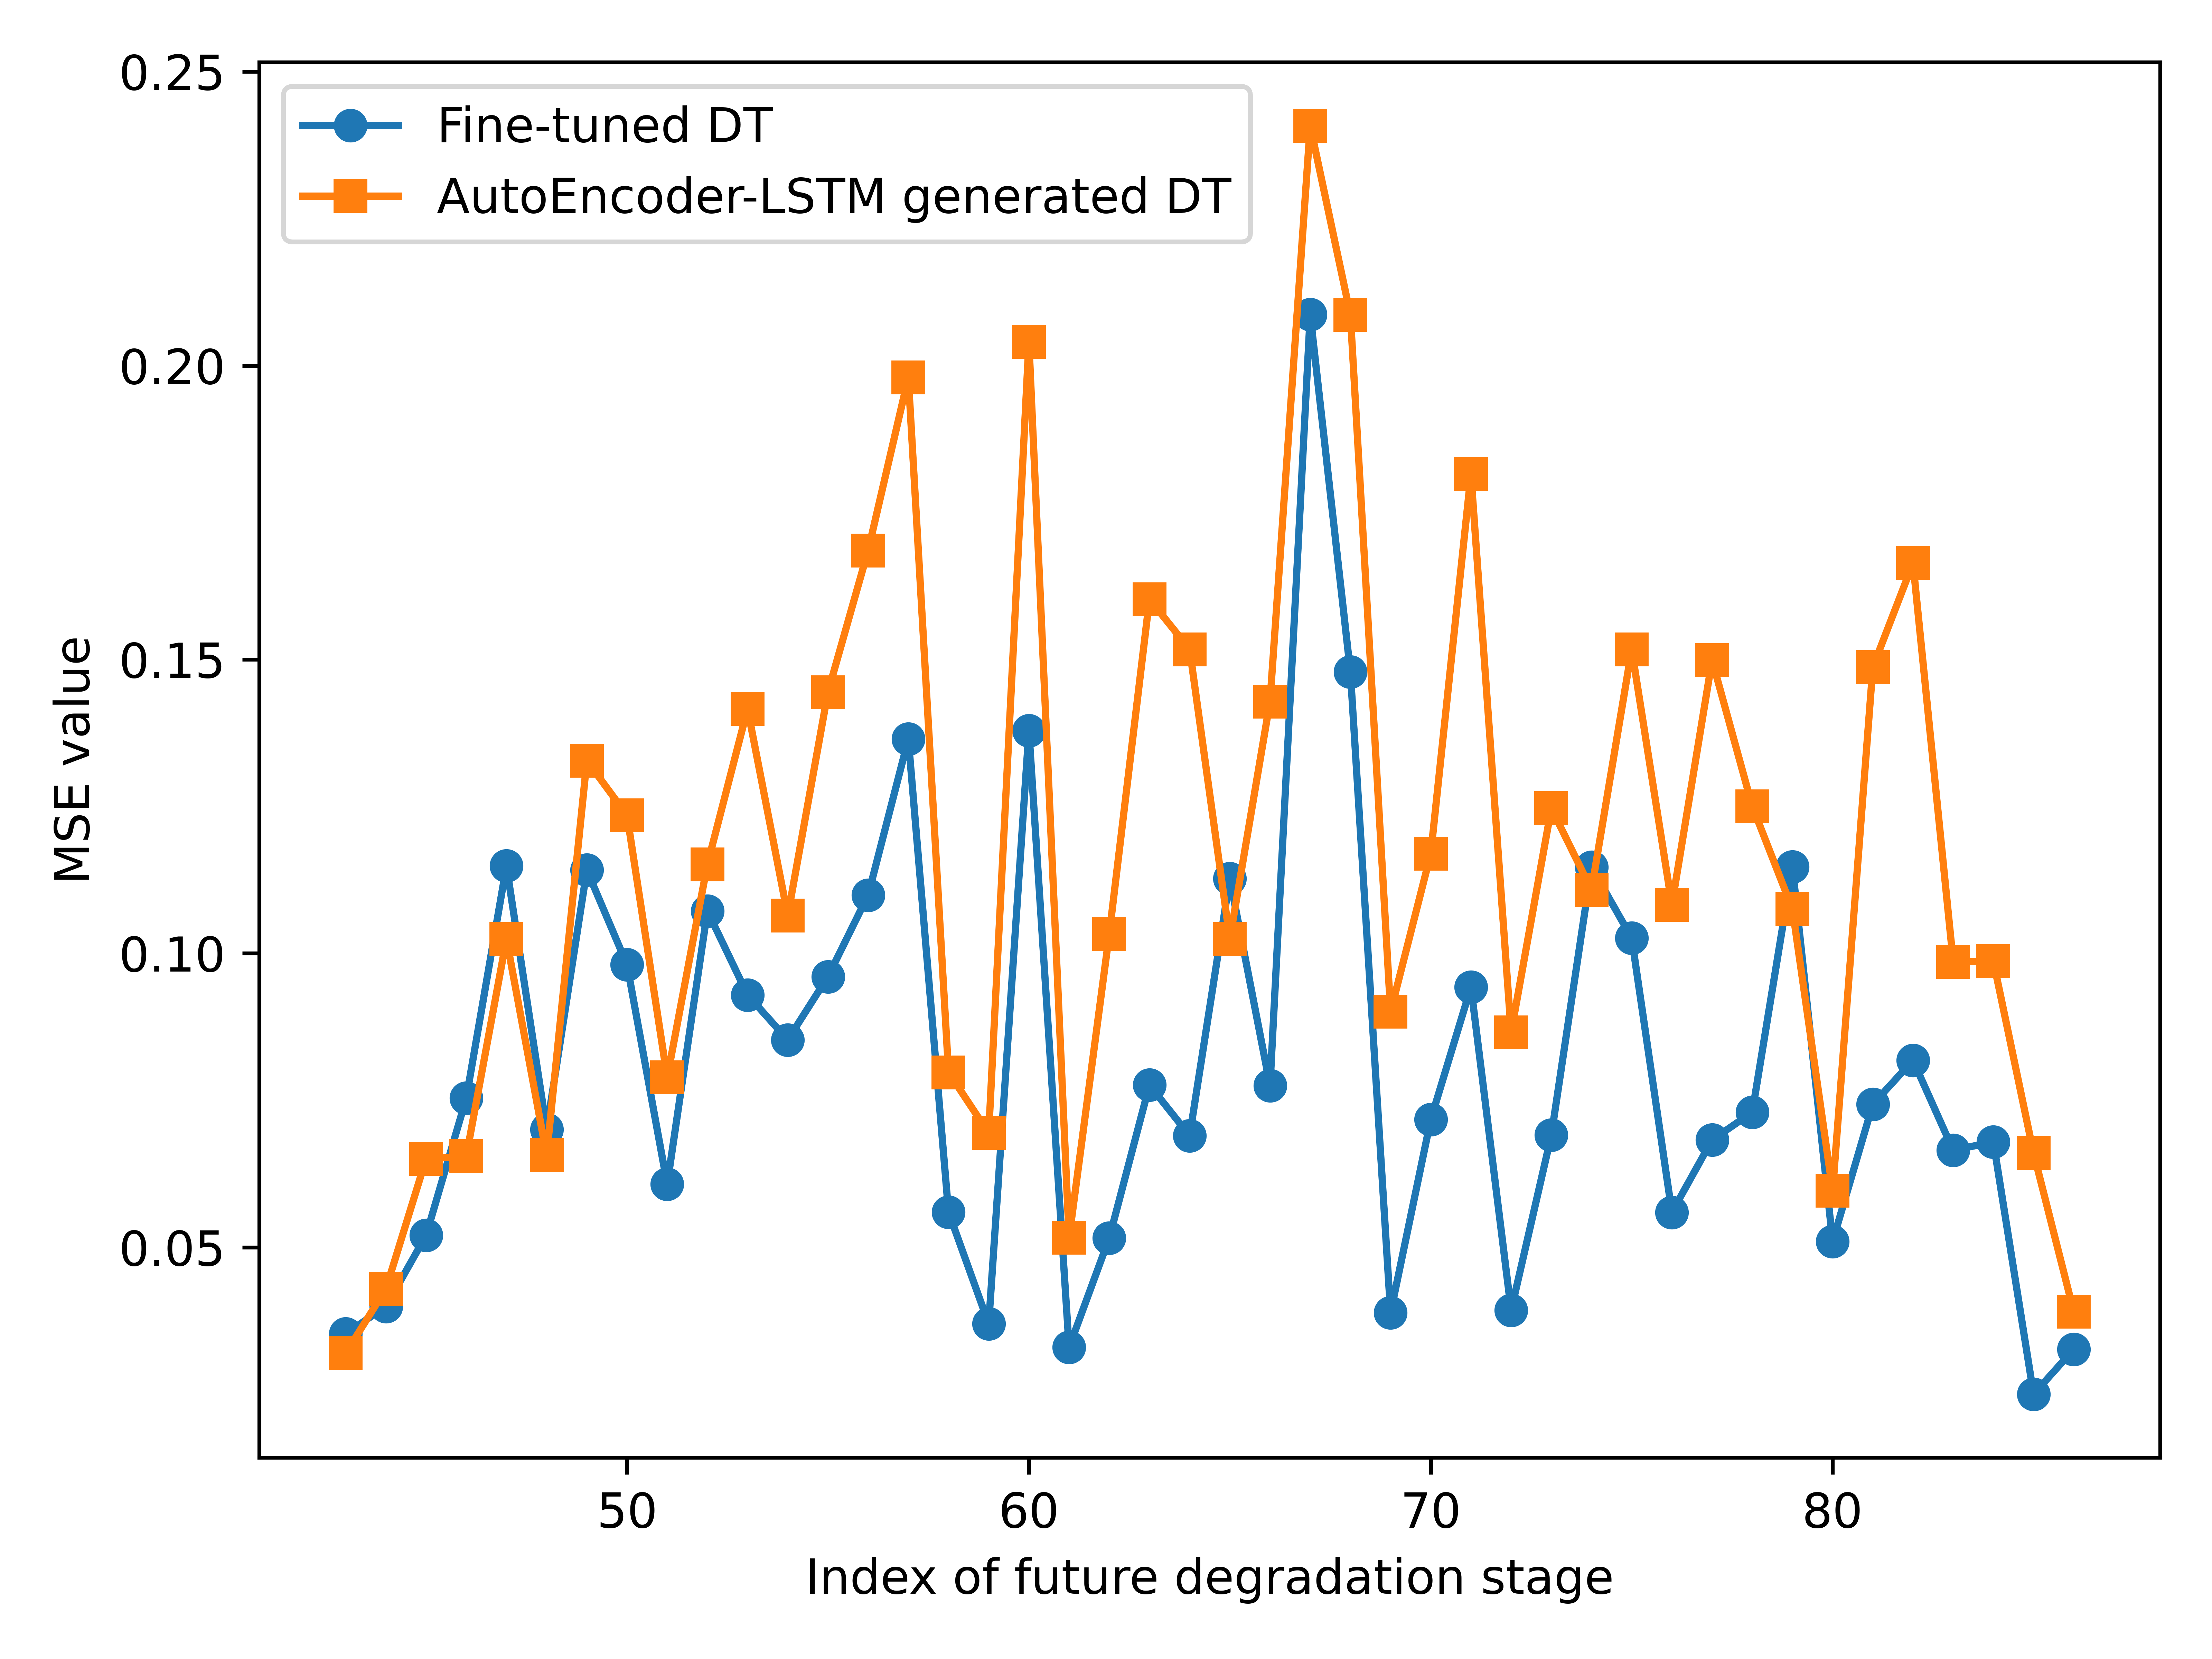 0.25
0.20
0.15
0.10
0.05
MSE value
Fine-tuned DT
AutoEncoder-LSTM generated DT
50 60 70 80
Index of future degradation stage